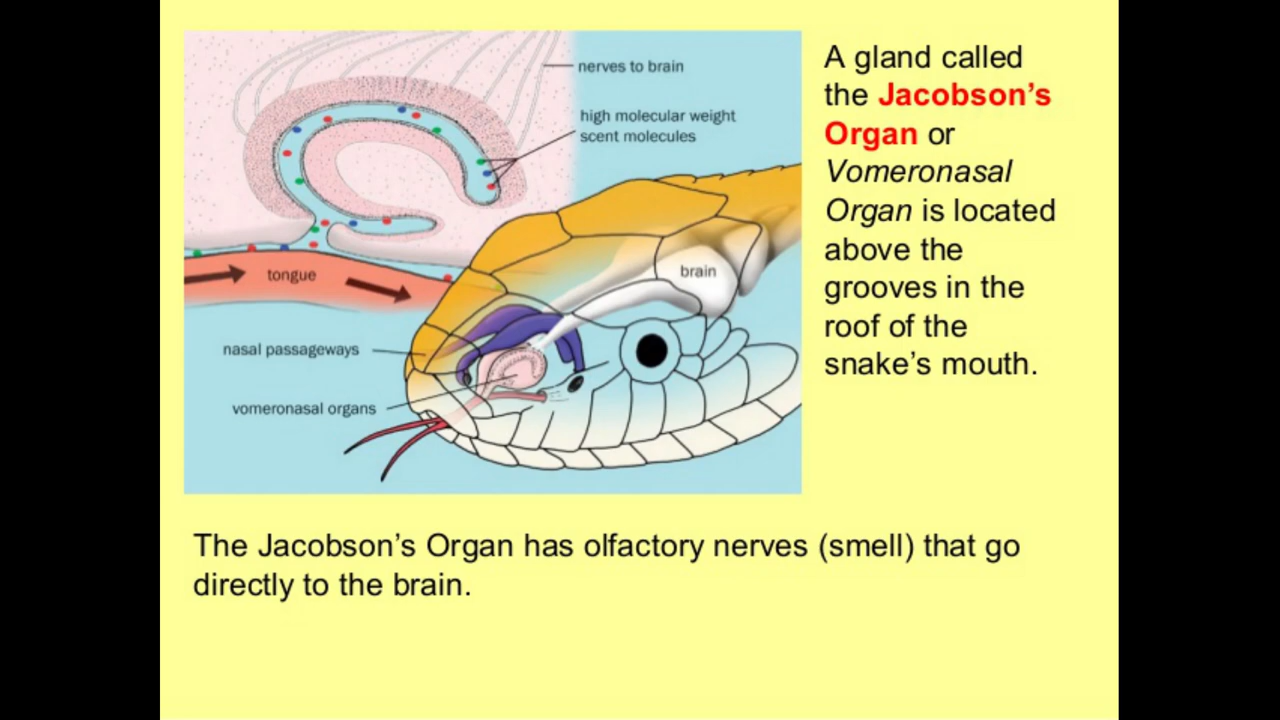 nerves to brain
high molecular weight
scent molecules
tongue
brain
nasal passageways
vomeronasal organs
A gland called
the Jacobson’s
Organ or
Vomeronasal
Organ is located
above the
grooves in the
roof of the
snake’s mouth.
The Jacobson’s Organ has olfactory nerves (smell) that go
directly to the brain.